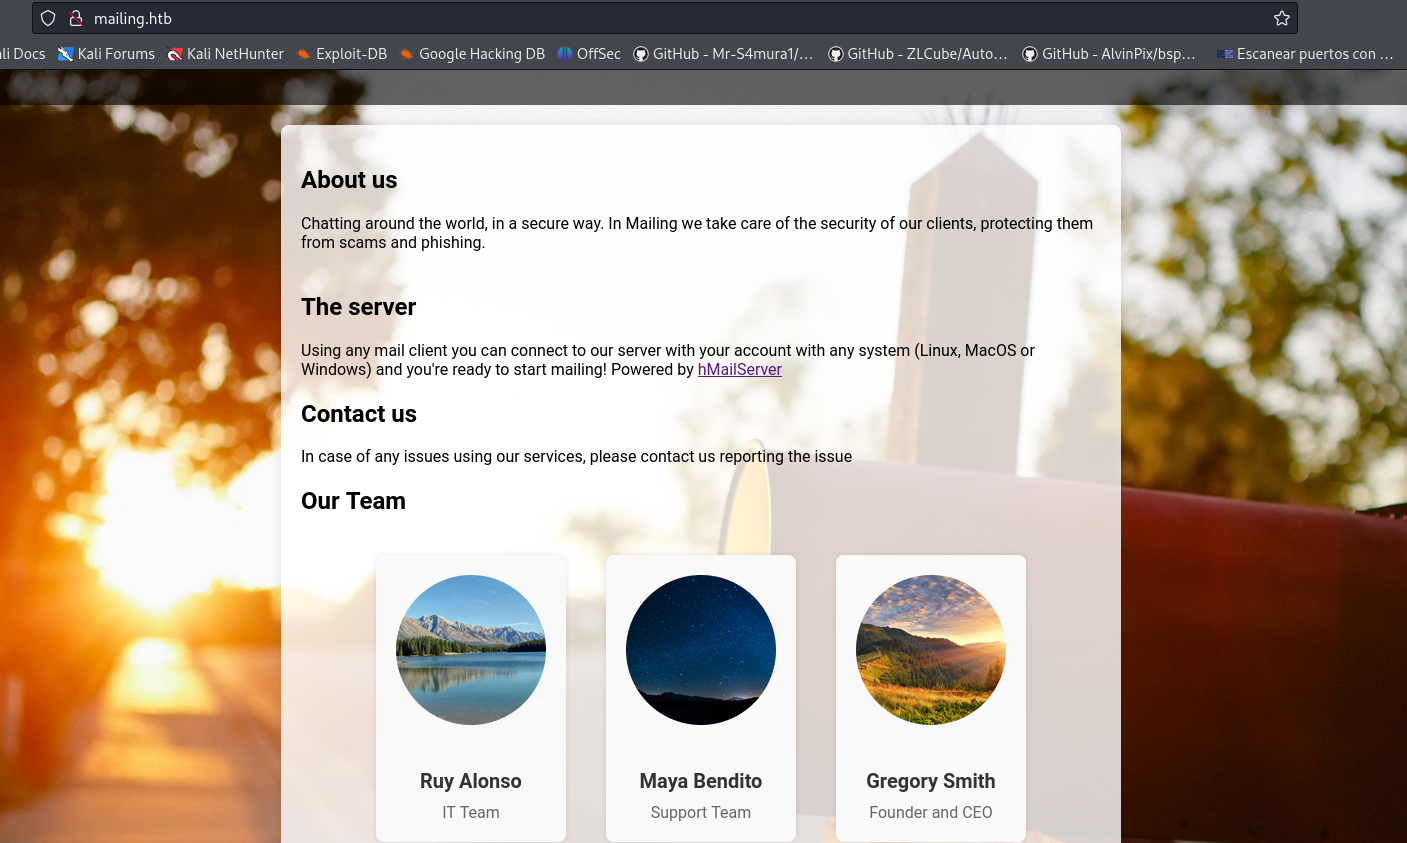 mailing.htb
ali Docs Kali Forums Kali NetHunter Exploit-DB Google Hacking DB OffSec GitHub - Mr-S4mura1/... GitHub - ZLCube/Auto... GitHub - AlvinPix/bsp... Escanear puertos con ...
About us
Chatting around the world, in a secure way. In Mailing we take care of the security of our clients, protecting them
from scams and phishing.
The server
Using any mail client you can connect to our server with your account with any system (Linux, MacOS or
Windows) and you're ready to start mailing! Powered by hMailServer
Contact us
In case of any issues using our services, please contact us reporting the issue
Our Team
Ruy Alonso Maya Bendito Gregory Smith
IT Team Support Team Founder and CEO